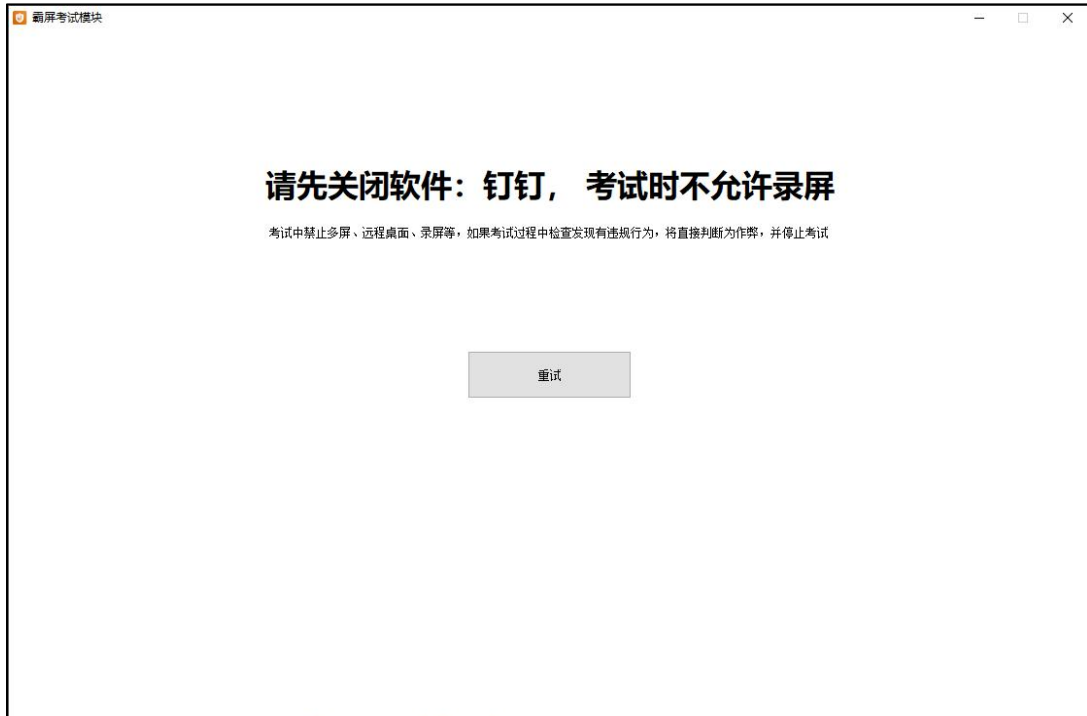 霸屏考试模块
请先关闭软件：钉钉， 考试时不允许录屏
考试中禁止多屏、远程桌面、录屏等，如果考试过程中检查发现有违规行为，将直接判断为作弊，并停止考试
重试